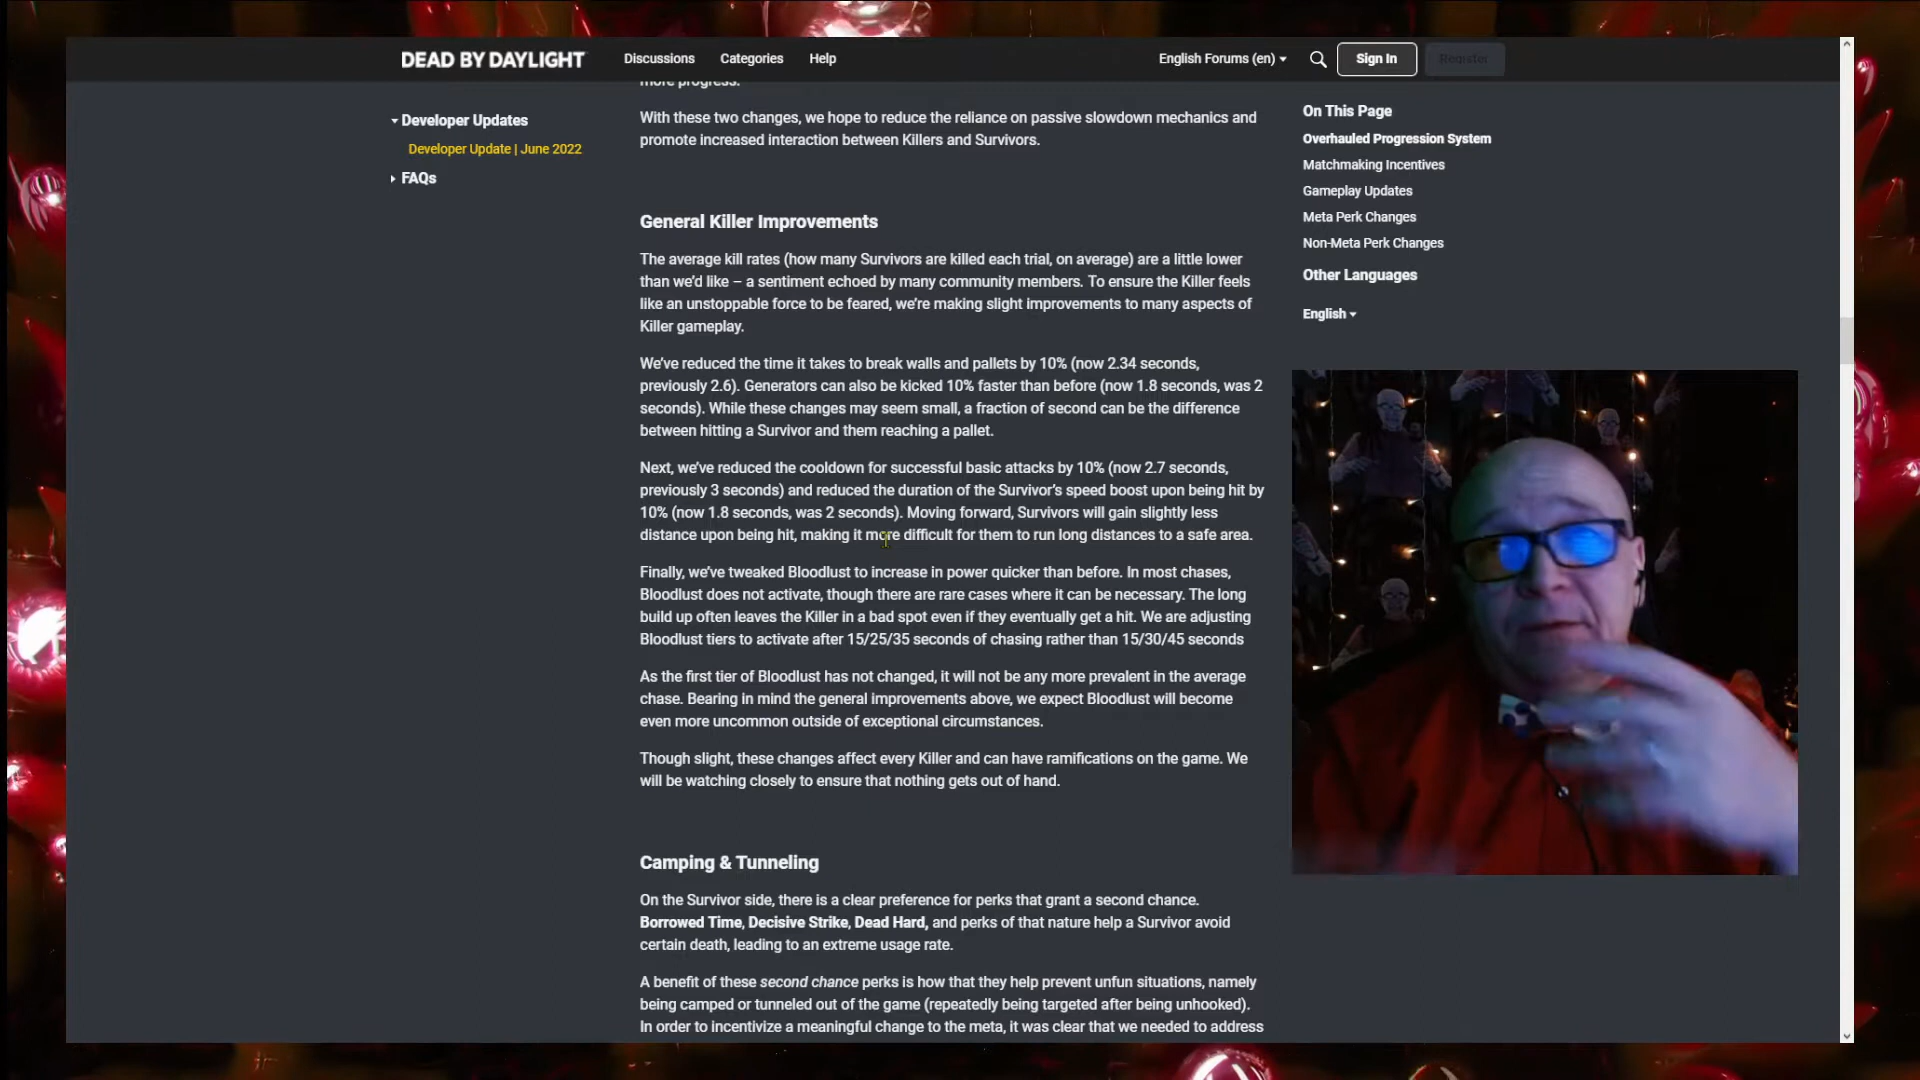 DEAD BY DAYLIGHT
Discussions
Categories
Help
English Forums (en)
Sign In
Register
Developer Updates
Developer Update | June 2022
FAQs
more progress.
With these two changes, we hope to reduce the reliance on passive slowdown mechanics and
promote increased interaction between Killers and Survivors.
General Killer Improvements
The average kill rates (how many Survivors are killed each trial, on average) are a little lower
than we'd like – a sentiment echoed by many community members. To ensure the Killer feels
like an unstoppable force to be feared, we're making slight improvements to many aspects of
Killer gameplay.
We've reduced the time it takes to break walls and pallets by 10% (now 2.34 seconds,
previously 2.6). Generators can also be kicked 10% faster than before (now 1.8 seconds, was 2
seconds). While these changes may seem small, a fraction of second can be the difference
between hitting a Survivor and them reaching a pallet.
Next, we've reduced the cooldown for successful basic attacks by 10% (now 2.7 seconds,
previously 3 seconds) and reduced the duration of the Survivor's speed boost upon being hit by
10% (now 1.8 seconds, was 2 seconds). Moving forward, Survivors will gain slightly less
distance upon being hit, making it more difficult for them to run long distances to a safe area.
Finally, we've tweaked Bloodlust to increase in power quicker than before. In most chases,
Bloodlust does not activate, though there are rare cases where it can be necessary. The long
build up often leaves the Killer in a bad spot even if they eventually get a hit. We are adjusting
Bloodlust tiers to activate after 15/25/35 seconds of chasing rather than 15/30/45 seconds
As the first tier of Bloodlust has not changed, it will not be any more prevalent in the average
chase. Bearing in mind the general improvements above, we expect Bloodlust will become
even more uncommon outside of exceptional circumstances.
Though slight, these changes affect every Killer and can have ramifications on the game. We
will be watching closely to ensure that nothing gets out of hand.
Camping & Tunneling
On the Survivor side, there is a clear preference for perks that grant a second chance.
Borrowed Time, Decisive Strike, Dead Hard, and perks of that nature help a Survivor avoid
certain death, leading to an extreme usage rate.
A benefit of these second chance perks is how that they help prevent unfun situations, namely
being camped or tunneled out of the game (repeatedly being targeted after being unhooked).
In order to incentivize a meaningful change to the meta, it was clear that we needed to address
On This Page
Overhauled Progression System
Matchmaking Incentives
Gameplay Updates
Meta Perk Changes
Non-Meta Perk Changes
Other Languages
English